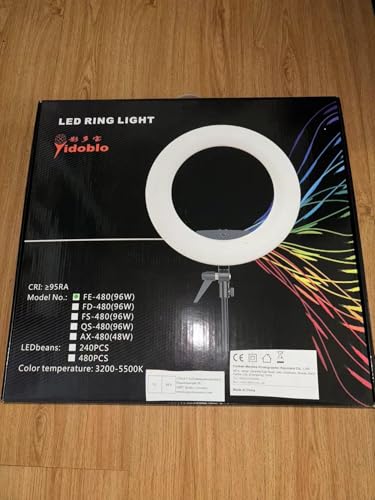 LED RING LIGHT
影多宝
Yidoblo
CRI: ≥95RA
Model No.: FE-480(96W)
FD-480(96W)
FS-480(96W)
QS-480(96W)
AX-480(48W)
LEDbeans: 240PCS
480PCS
Color temperature: 3200-5500K
CE
Made in China